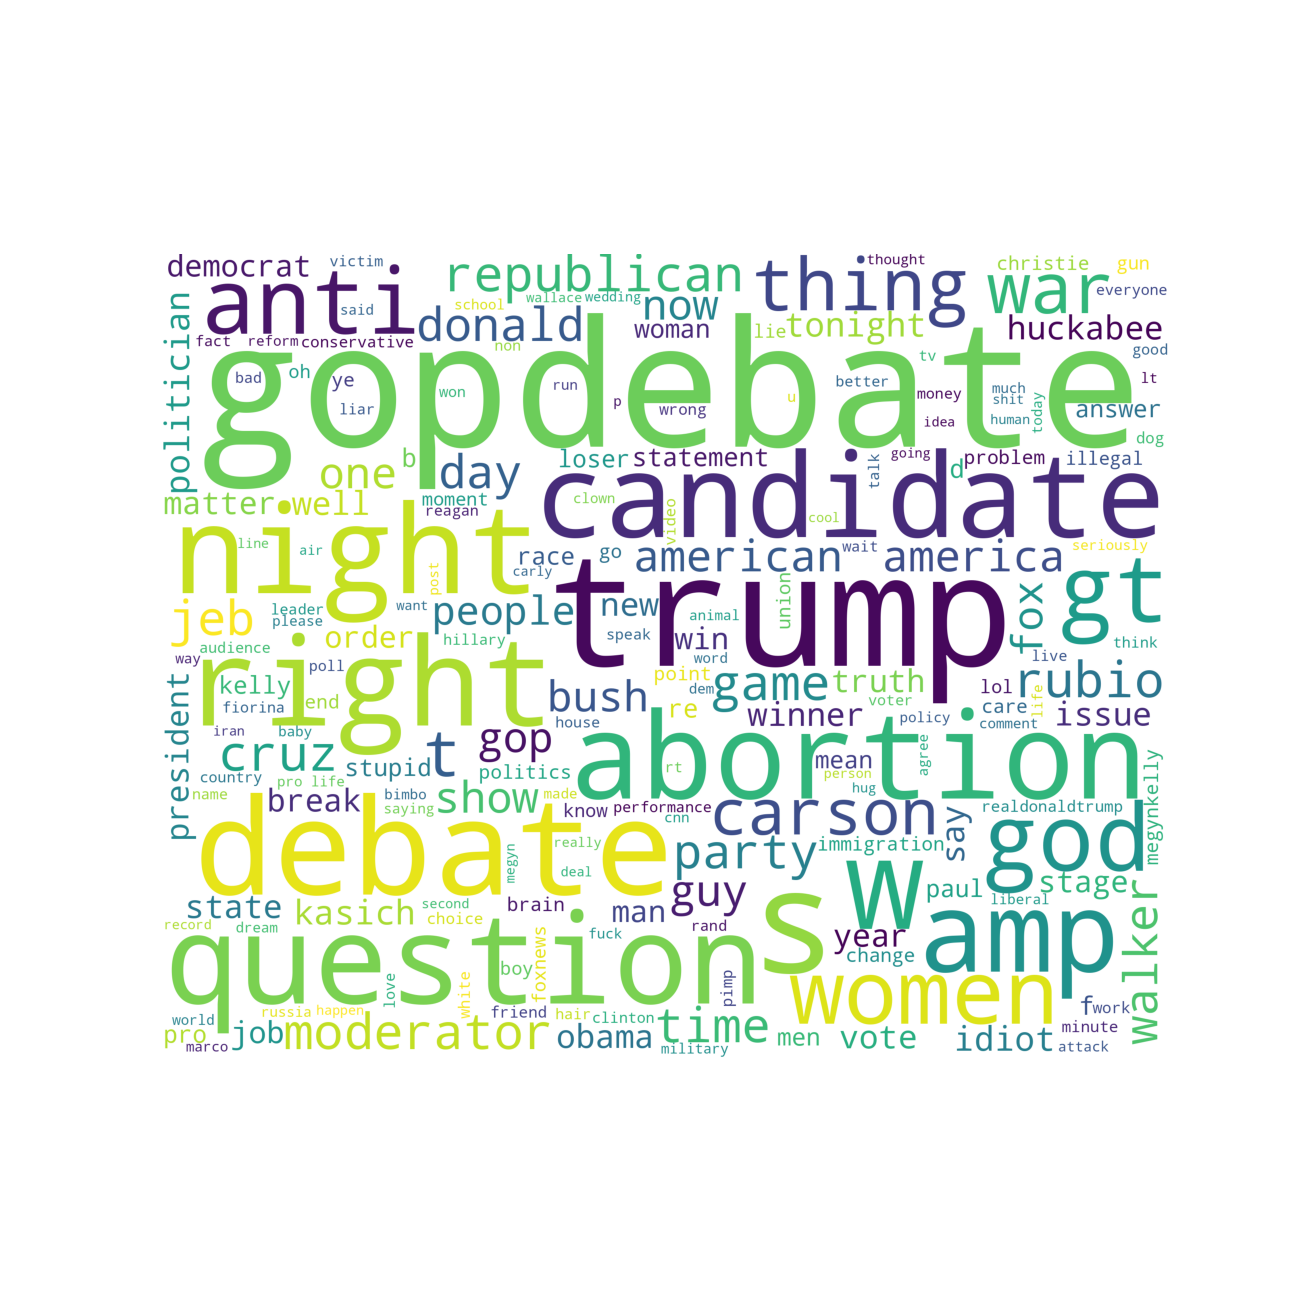 democrat victim republican thing thought christie gun
anti said school wallace wedding now war everyone
politician donald woman lie tonight huckabee
fact reform conservative non gopdebate tv good
bad oh ye won run better much lt
liar p wrong u money shit human today answer
idea dog
one b day loser statement talk going d problem illegal
matter well moment reagan clown video candidate cool
night line air race go american wait america seriously
post carly trump gt
jeb leader please want people new animal union fox
audience order hillary speak win word think
way right poll point dem game truth live
president kelly end bush re voter lol life rubio
fiorina house winner policy care comment issue
iran baby t gop abortion agree
cruz stupid politics rt mean megynkelly
country pro life bimbo person hug
name break saying show made know performance cnn carson say realdonaldtrump
debate megyn really party immigration god
deal guy w paul stage
state kasich second brain man liberal walker
record dream choice fuck rand s year amp
question foxnews boy pimp change
love white women
world russia happen friend hair clinton time f work
pro marco job moderator obama military men vote idiot minute attack